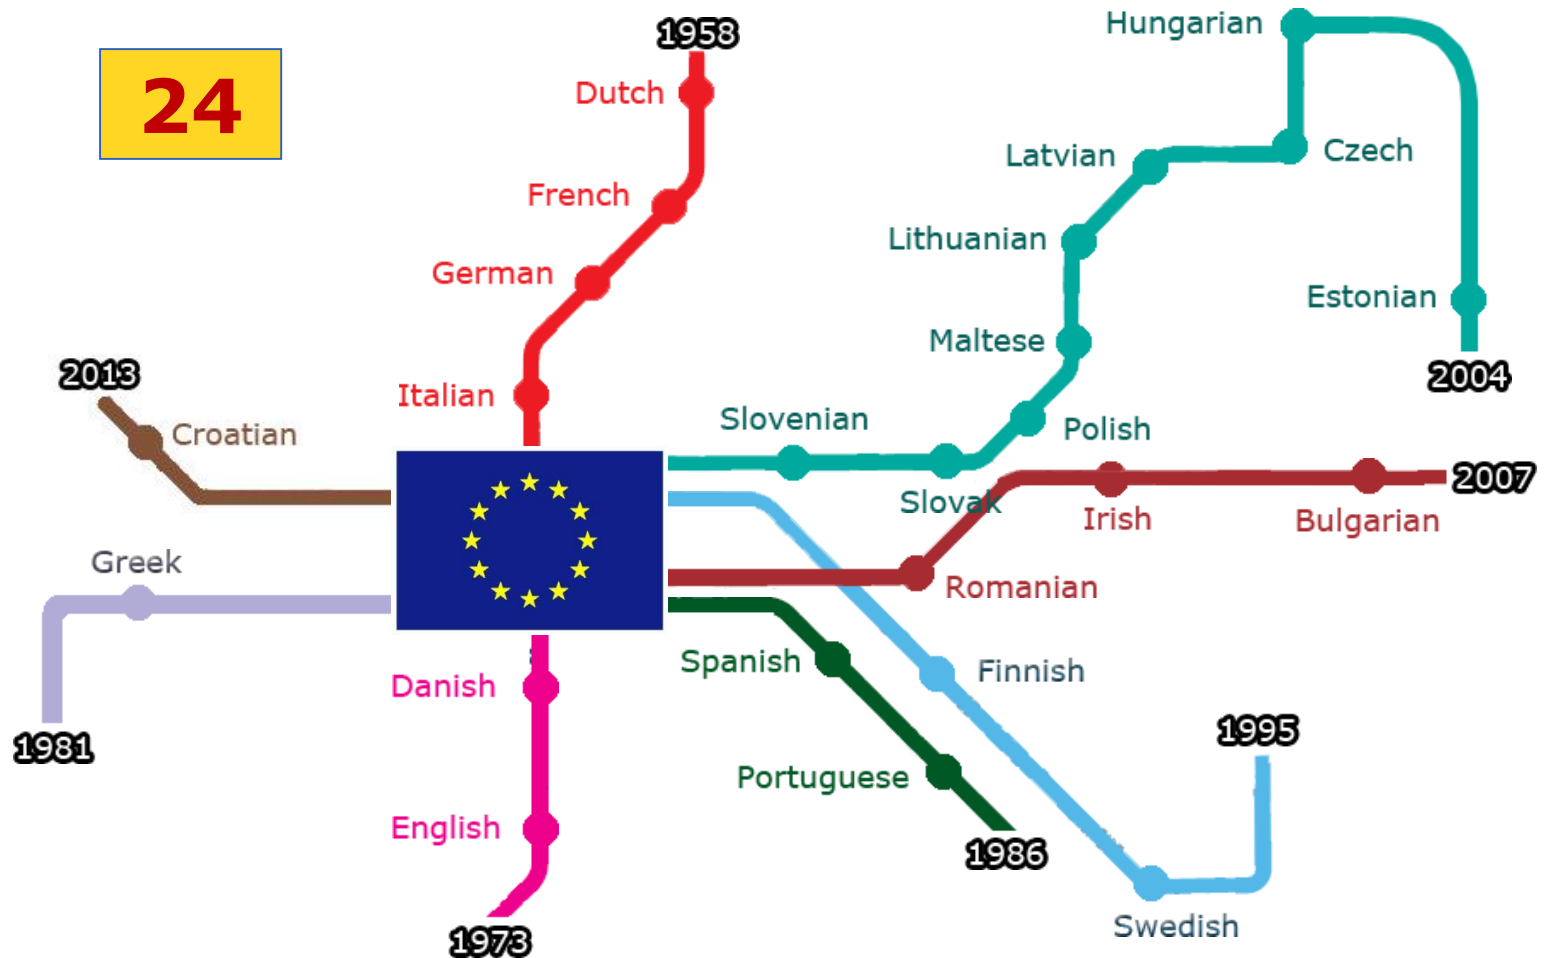 24
1958
Dutch
French
German
Italian
Hungarian
Czech
Latvian
Lithuanian
Estonian
2004
Maltese
Polish
Slovenian
Slovak
2013
Croatian
2007
Irish
Bulgarian
Romanian
Greek
1981
Danish
English
1973
Spanish
Portuguese
1986
Finnish
1995
Swedish